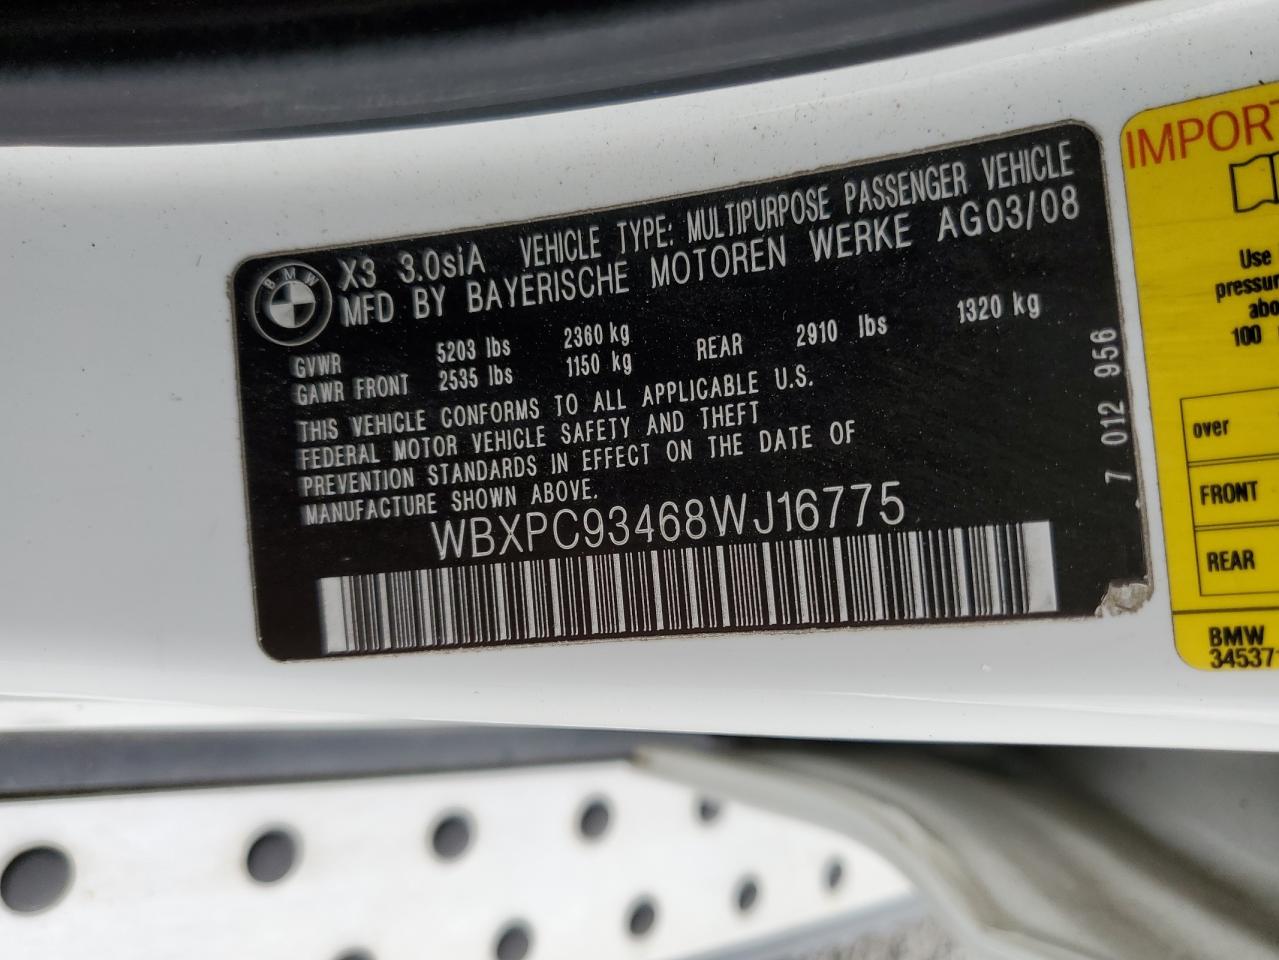 BMW
X3 3.0siA VEHICLE TYPE: MULTIPURPOSE PASSENGER VEHICLE
MFD BY BAYERISCHE MOTOREN WERKE AG03/08
GVWR 5203 lbs 2360 kg
GAWR FRONT 2535 lbs 1150 kg REAR 2910 lbs 1320 kg
THIS VEHICLE CONFORMS TO ALL APPLICABLE U.S.
FEDERAL MOTOR VEHICLE SAFETY AND THEFT
PREVENTION STANDARDS IN EFFECT ON THE DATE OF
MANUFACTURE SHOWN ABOVE.
WBXPC93468WJ16775
7 012 956
IMPORT
Use
pressur
abo
100
over
FRONT
REAR
BMW
34537